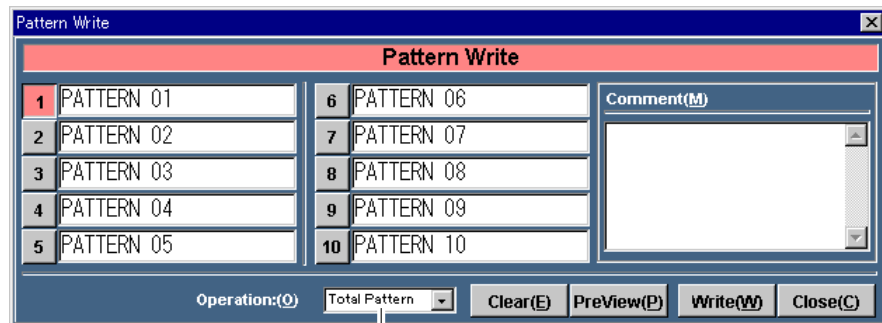 Pattern Write
Pattern Write
1 PATTERN 01
2 PATTERN 02
3 PATTERN 03
4 PATTERN 04
5 PATTERN 05
6 PATTERN 06
7 PATTERN 07
8 PATTERN 08
9 PATTERN 09
10 PATTERN 10
Comment(M)
Operation:(O) Total Pattern Clear(E) PreView(P) Write(W) Close(C)